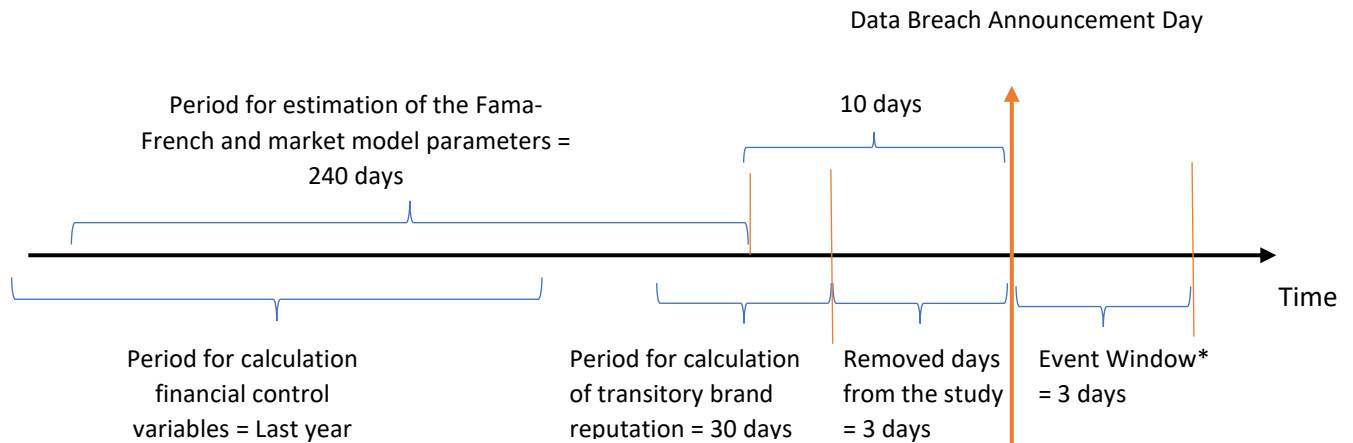 Data Breach Announcement Day
Period for estimation of the Fama-
French and market model parameters =
240 days
10 days
Time
Period for calculation
financial control
variables = Last year
Period for calculation
of transitory brand
reputation = 30 days
Removed days
from the study
= 3 days
Event Window*
= 3 days